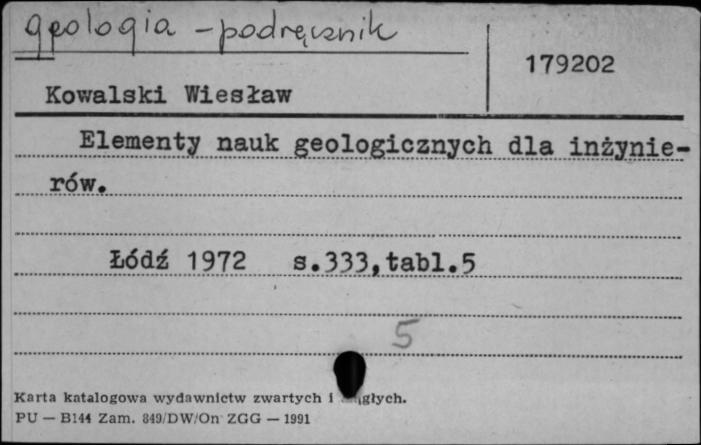 geologia - podręcznik
179202
Kowalski Wiesław
Elementy nauk geologicznych dla inżynie-
rów.
Łódź 1972 s.333,tabl.5
5
Karta katalogowa wydawnictw zwartych i
PU — B144 Zam. 849/DW/On ZGG — 1991